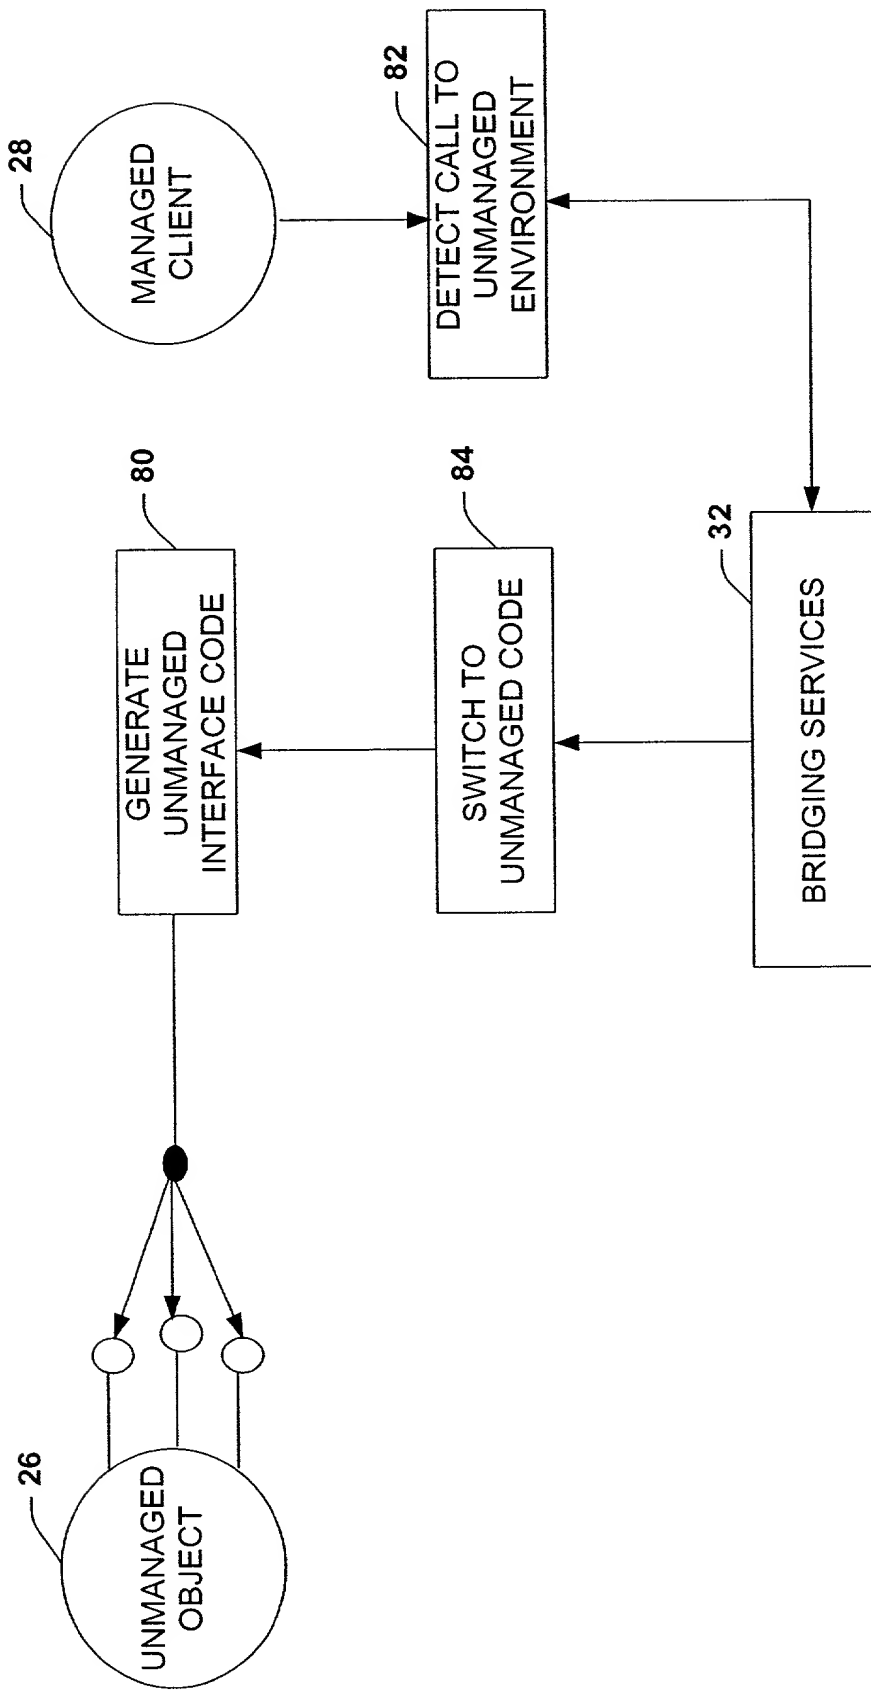 26
UNMANAGED
OBJECT
80
GENERATE
UNMANAGED
INTERFACE CODE
28
MANAGED
CLIENT
84
SWITCH TO
UNMANAGED CODE
82
DETECT CALL TO
UNMANAGED
ENVIRONMENT
32
BRIDGING SERVICES